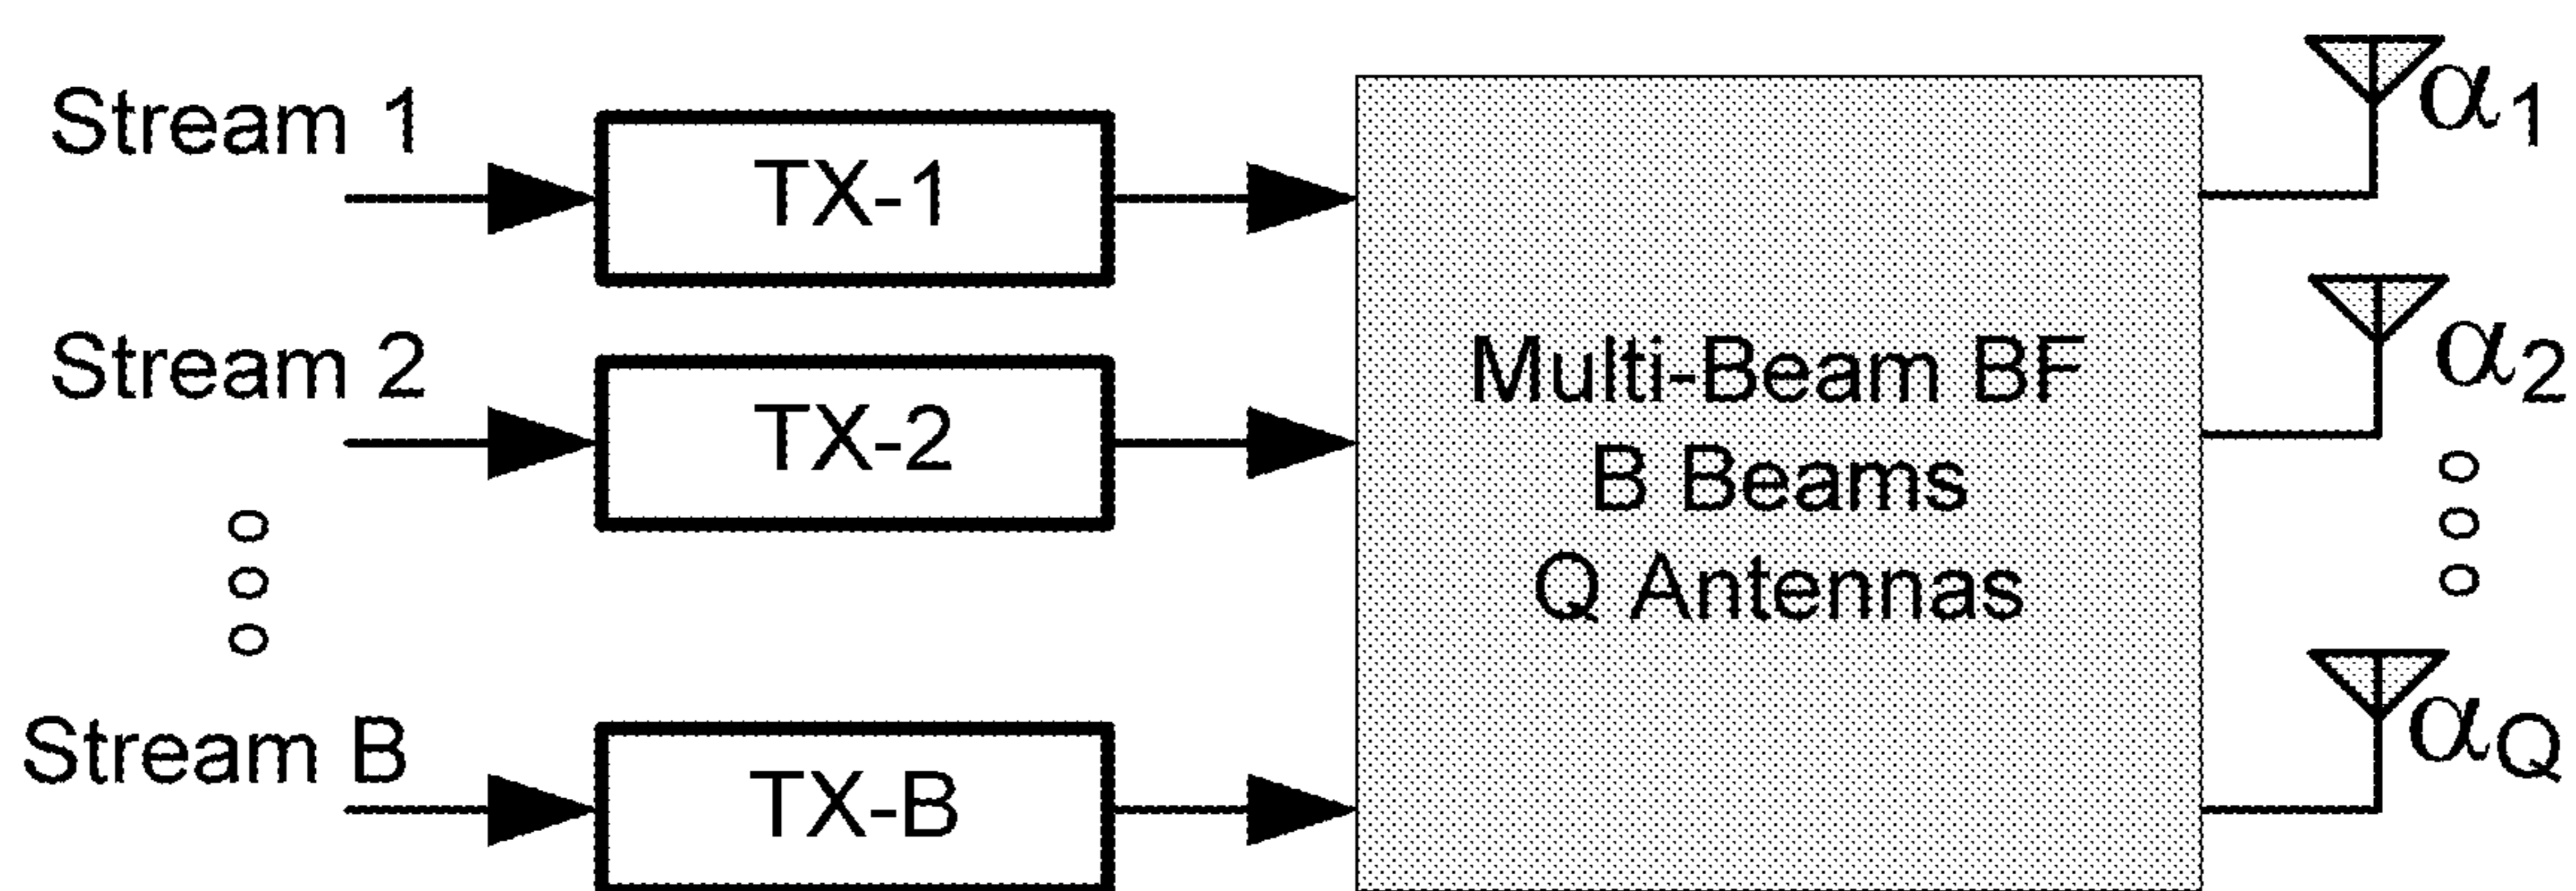 Stream 1
TX-1
α1
Stream 2
TX-2
α2
Multi-Beam BF
B Beams
Q Antennas
Stream B
TX-B
αQ